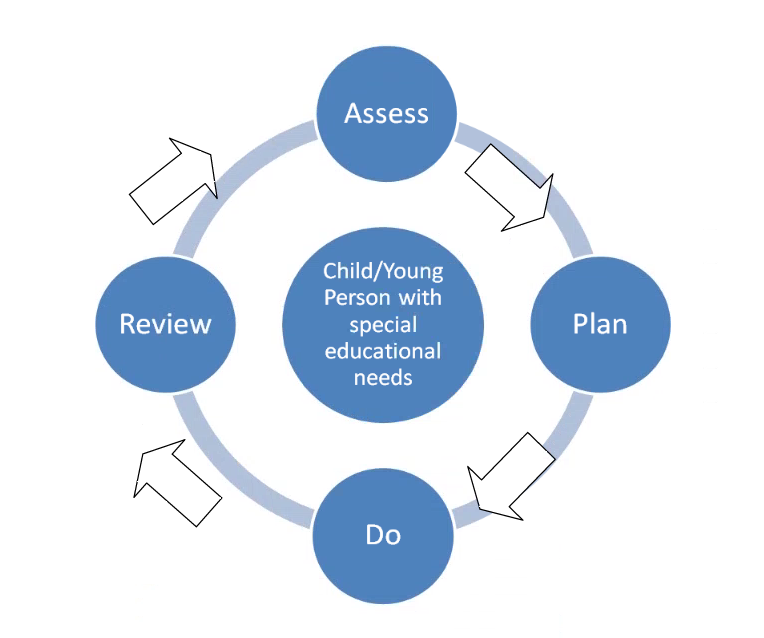 Assess
Child/Young
Person with
special
educational
needs
Review
Plan
Do